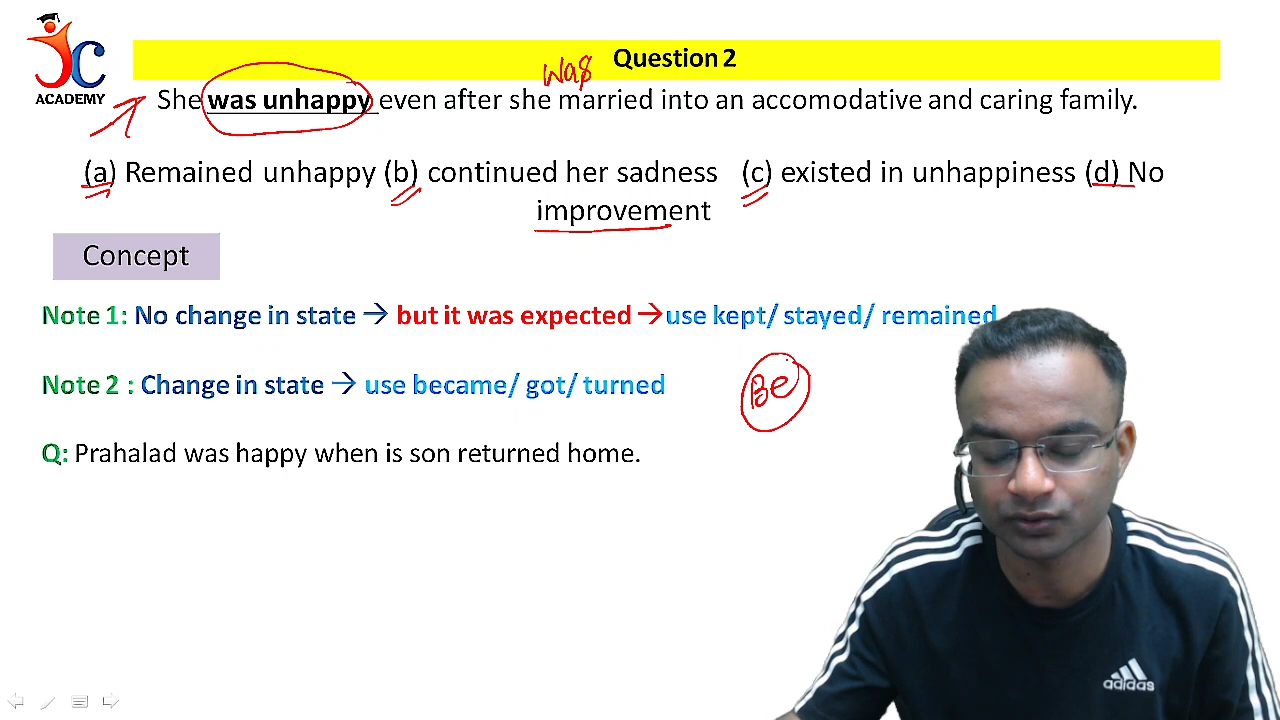 JC
ACADEMY
Question 2
was
She was unhappy even after she married into an accomodative and caring family.
(a) Remained unhappy (b) continued her sadness (c) existed in unhappiness (d) No
improvement
Concept
Note 1: No change in state → but it was expected →use kept/ stayed/ remained
Note 2 : Change in state → use became/ got/ turned
Be
Q: Prahalad was happy when is son returned home.
adidas